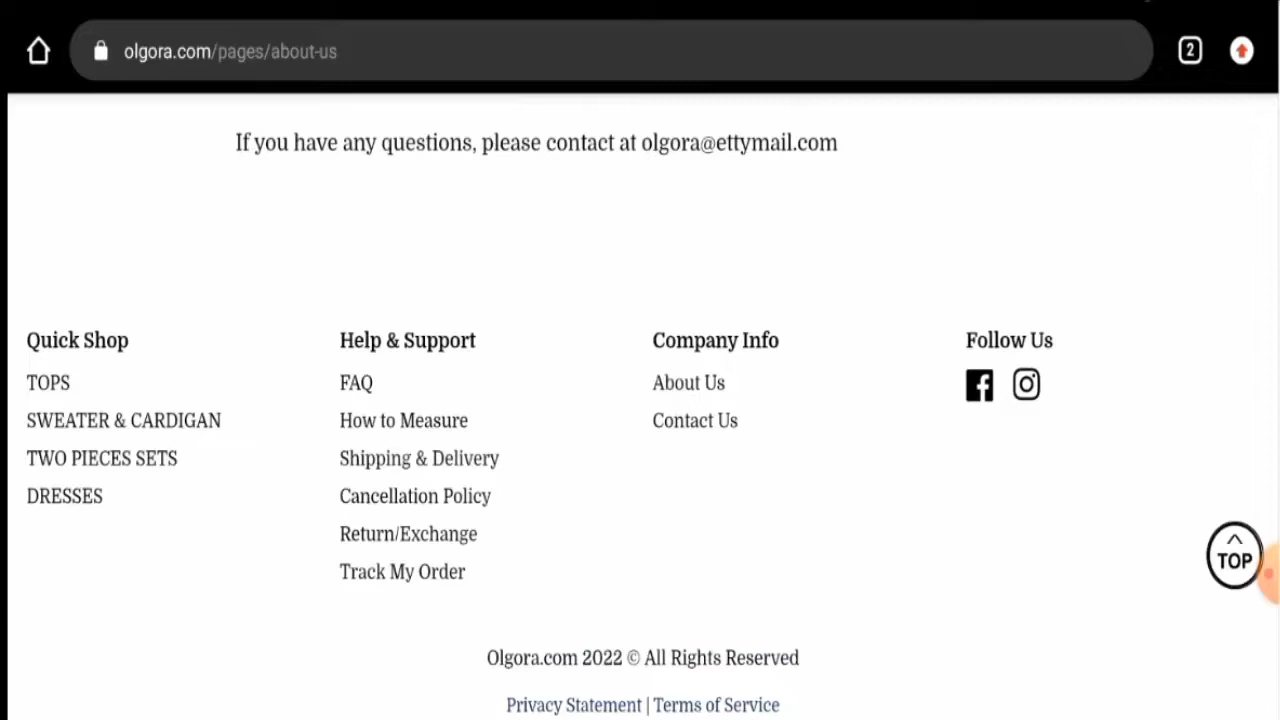 olgora.com/pages/about-us
2
If you have any questions, please contact at olgora@ettymail.com
Quick Shop
TOPS
SWEATER & CARDIGAN
TWO PIECES SETS
DRESSES
Help & Support
FAQ
How to Measure
Shipping & Delivery
Cancellation Policy
Return/Exchange
Track My Order
Company Info
About Us
Contact Us
Follow Us
TOP
Olgora.com 2022 © All Rights Reserved
Privacy Statement | Terms of Service